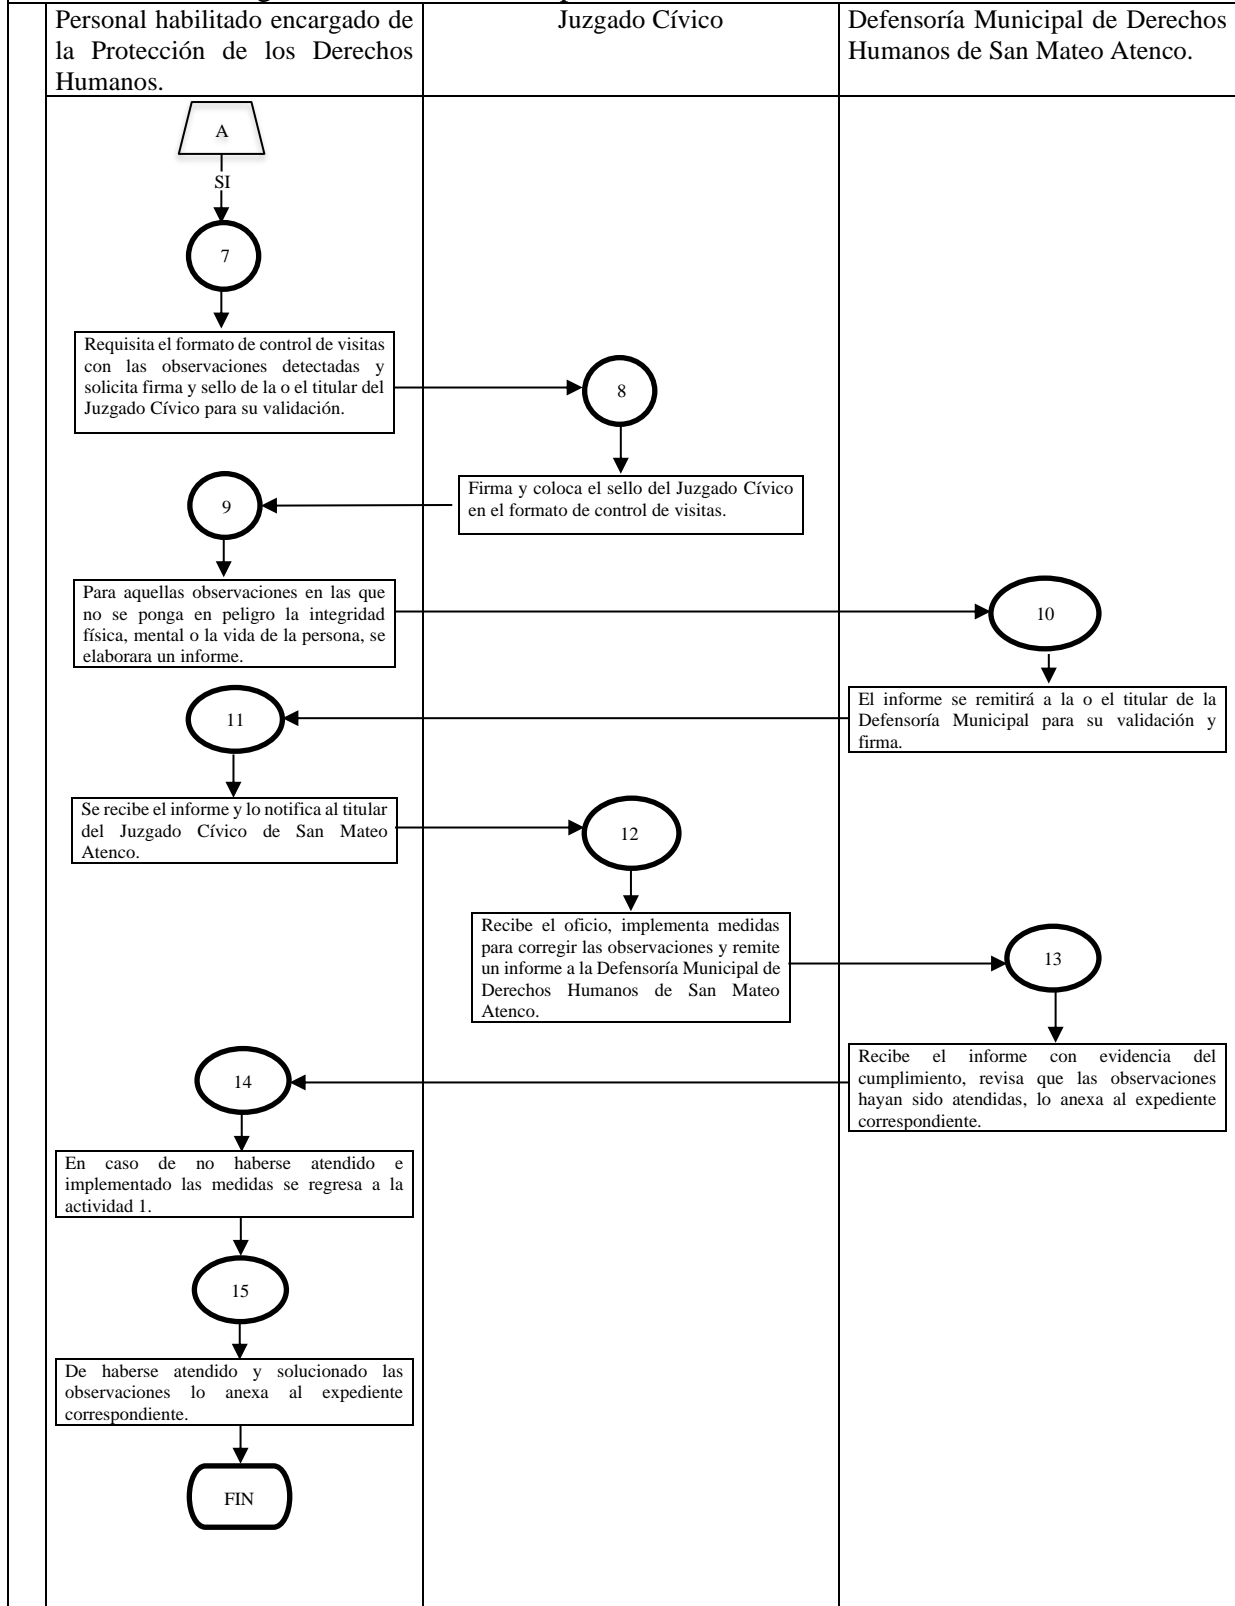 Personal habilitado encargado de
la Protección de los Derechos
Humanos.
Juzgado Cívico
Defensoría Municipal de Derechos
Humanos de San Mateo Atenco.
A
SI
7
Requisita el formato de control de visitas
con las observaciones detectadas y
solicita firma y sello de la o el titular del
Juzgado Cívico para su validación.
8
Firma y coloca el sello del Juzgado Cívico
en el formato de control de visitas.
9
Para aquellas observaciones en las que
no se ponga en peligro la integridad
física, mental o la vida de la persona, se
elaborara un informe.
10
El informe se remitirá a la o el titular de la
Defensoría Municipal para su validación y
firma.
11
Se recibe el informe y lo notifica al titular
del Juzgado Cívico de San Mateo
Atenco.
12
Recibe el oficio, implementa medidas
para corregir las observaciones y remite
un informe a la Defensoría Municipal de
Derechos Humanos de San Mateo
Atenco.
13
Recibe el informe con evidencia del
cumplimiento, revisa que las observaciones
hayan sido atendidas, lo anexa al expediente
correspondiente.
14
En caso de no haberse atendido e
implementado las medidas se regresa a la
actividad 1.
15
De haberse atendido y solucionado las
observaciones lo anexa al expediente
correspondiente.
FIN